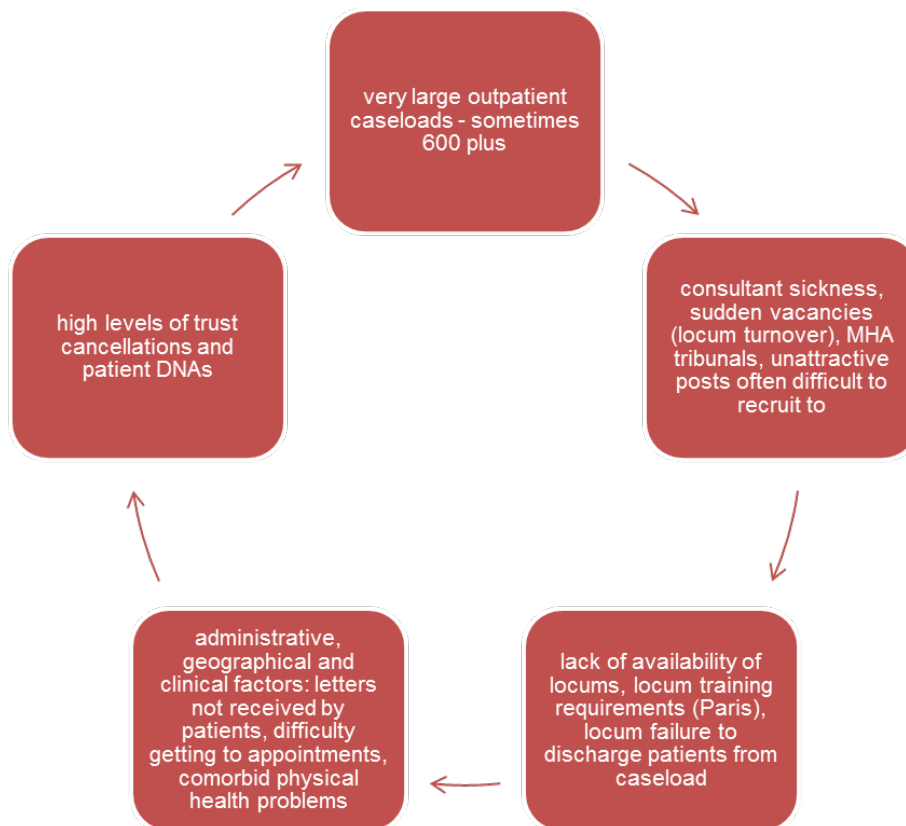 very large outpatient
caseloads - sometimes
600 plus
consultant sickness,
sudden vacancies
(locum turnover), MHA
tribunals, unattractive
posts often difficult to
recruit to
lack of availability of
locums, locum training
requirements (Paris),
locum failure to
discharge patients from
caseload
administrative,
geographical and
clinical factors: letters
not received by
patients, difficulty
getting to appointments,
comorbid physical
health problems
high levels of trust
cancellations and
patient DNAs